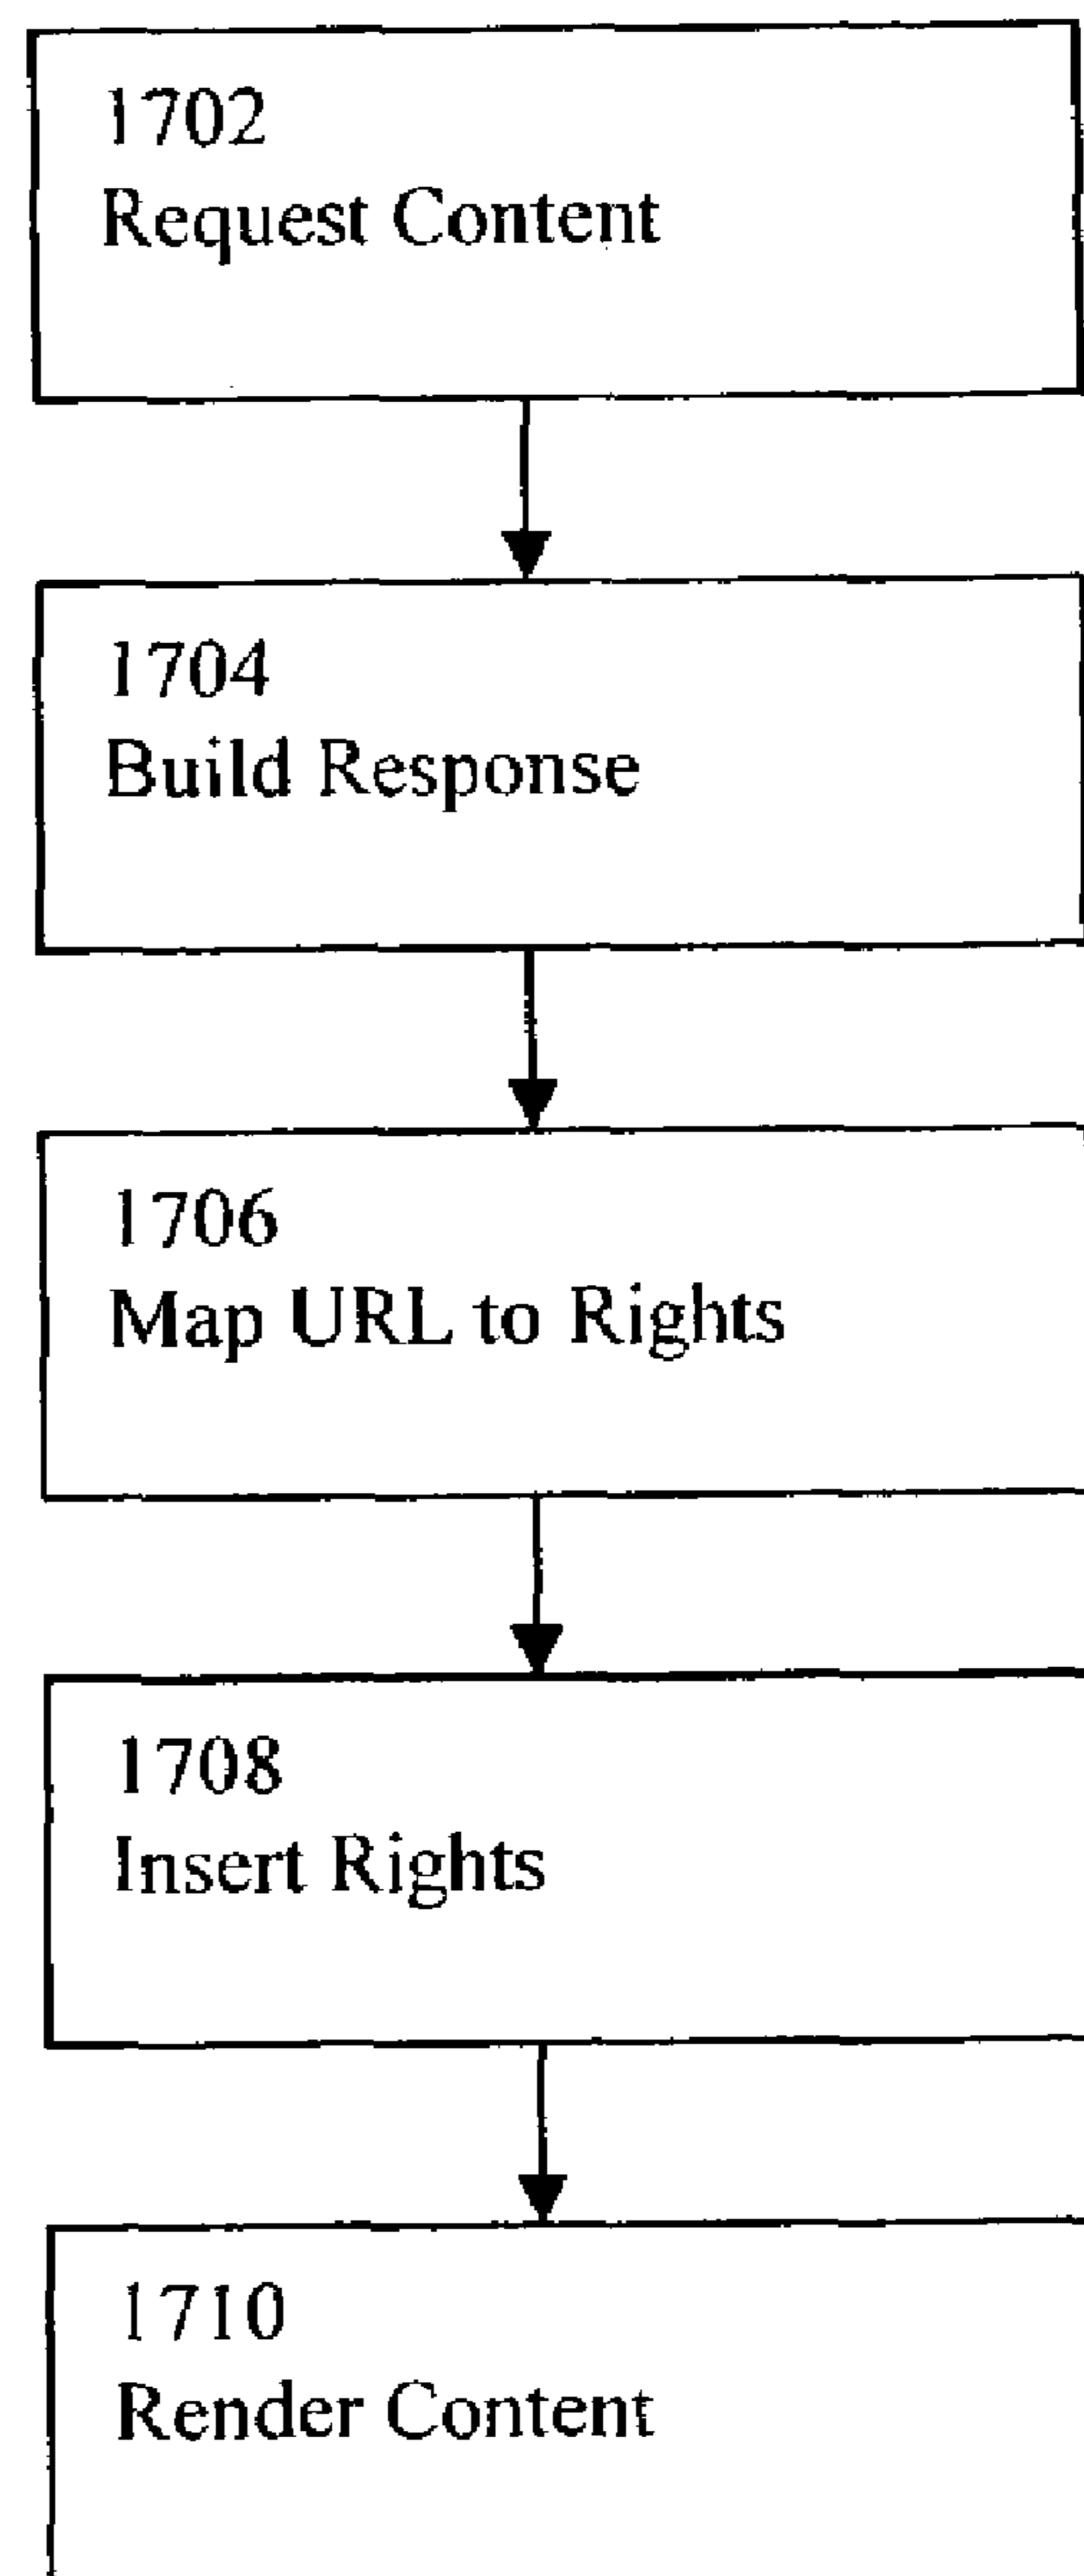 1702
Request Content
1704
Build Response
1706
Map URL to Rights
1708
Insert Rights
1710
Render Content